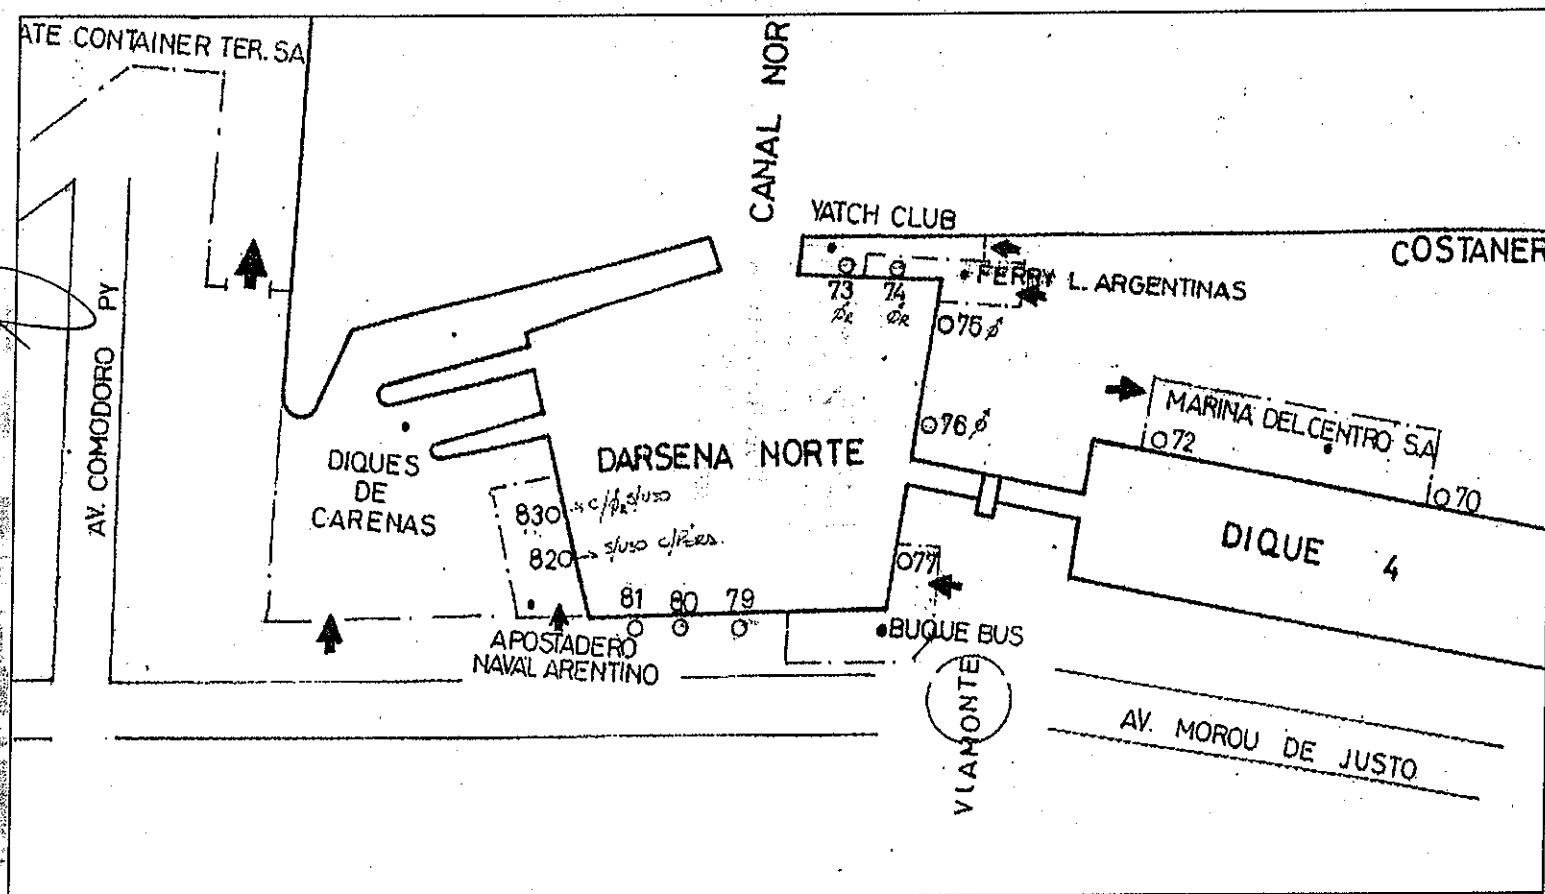 ATE CONTAINER TER. SA
CANAL NOR
YATCH CLUB
COSTANER
FERRY L. ARGENTINAS
73
74
75
76
AV. COMODORO PY
MARINA DEL CENTRO S.A
72
70
DIQUES
DE
CARENAS
DARSENA NORTE
83 S/USO
82 S/USO
DIQUE 4
77
81 80 79
APOSTADERO
NAVAL ARENTINO
BUQUE BUS
VIAMONTE
AV. MOROU DE JUSTO